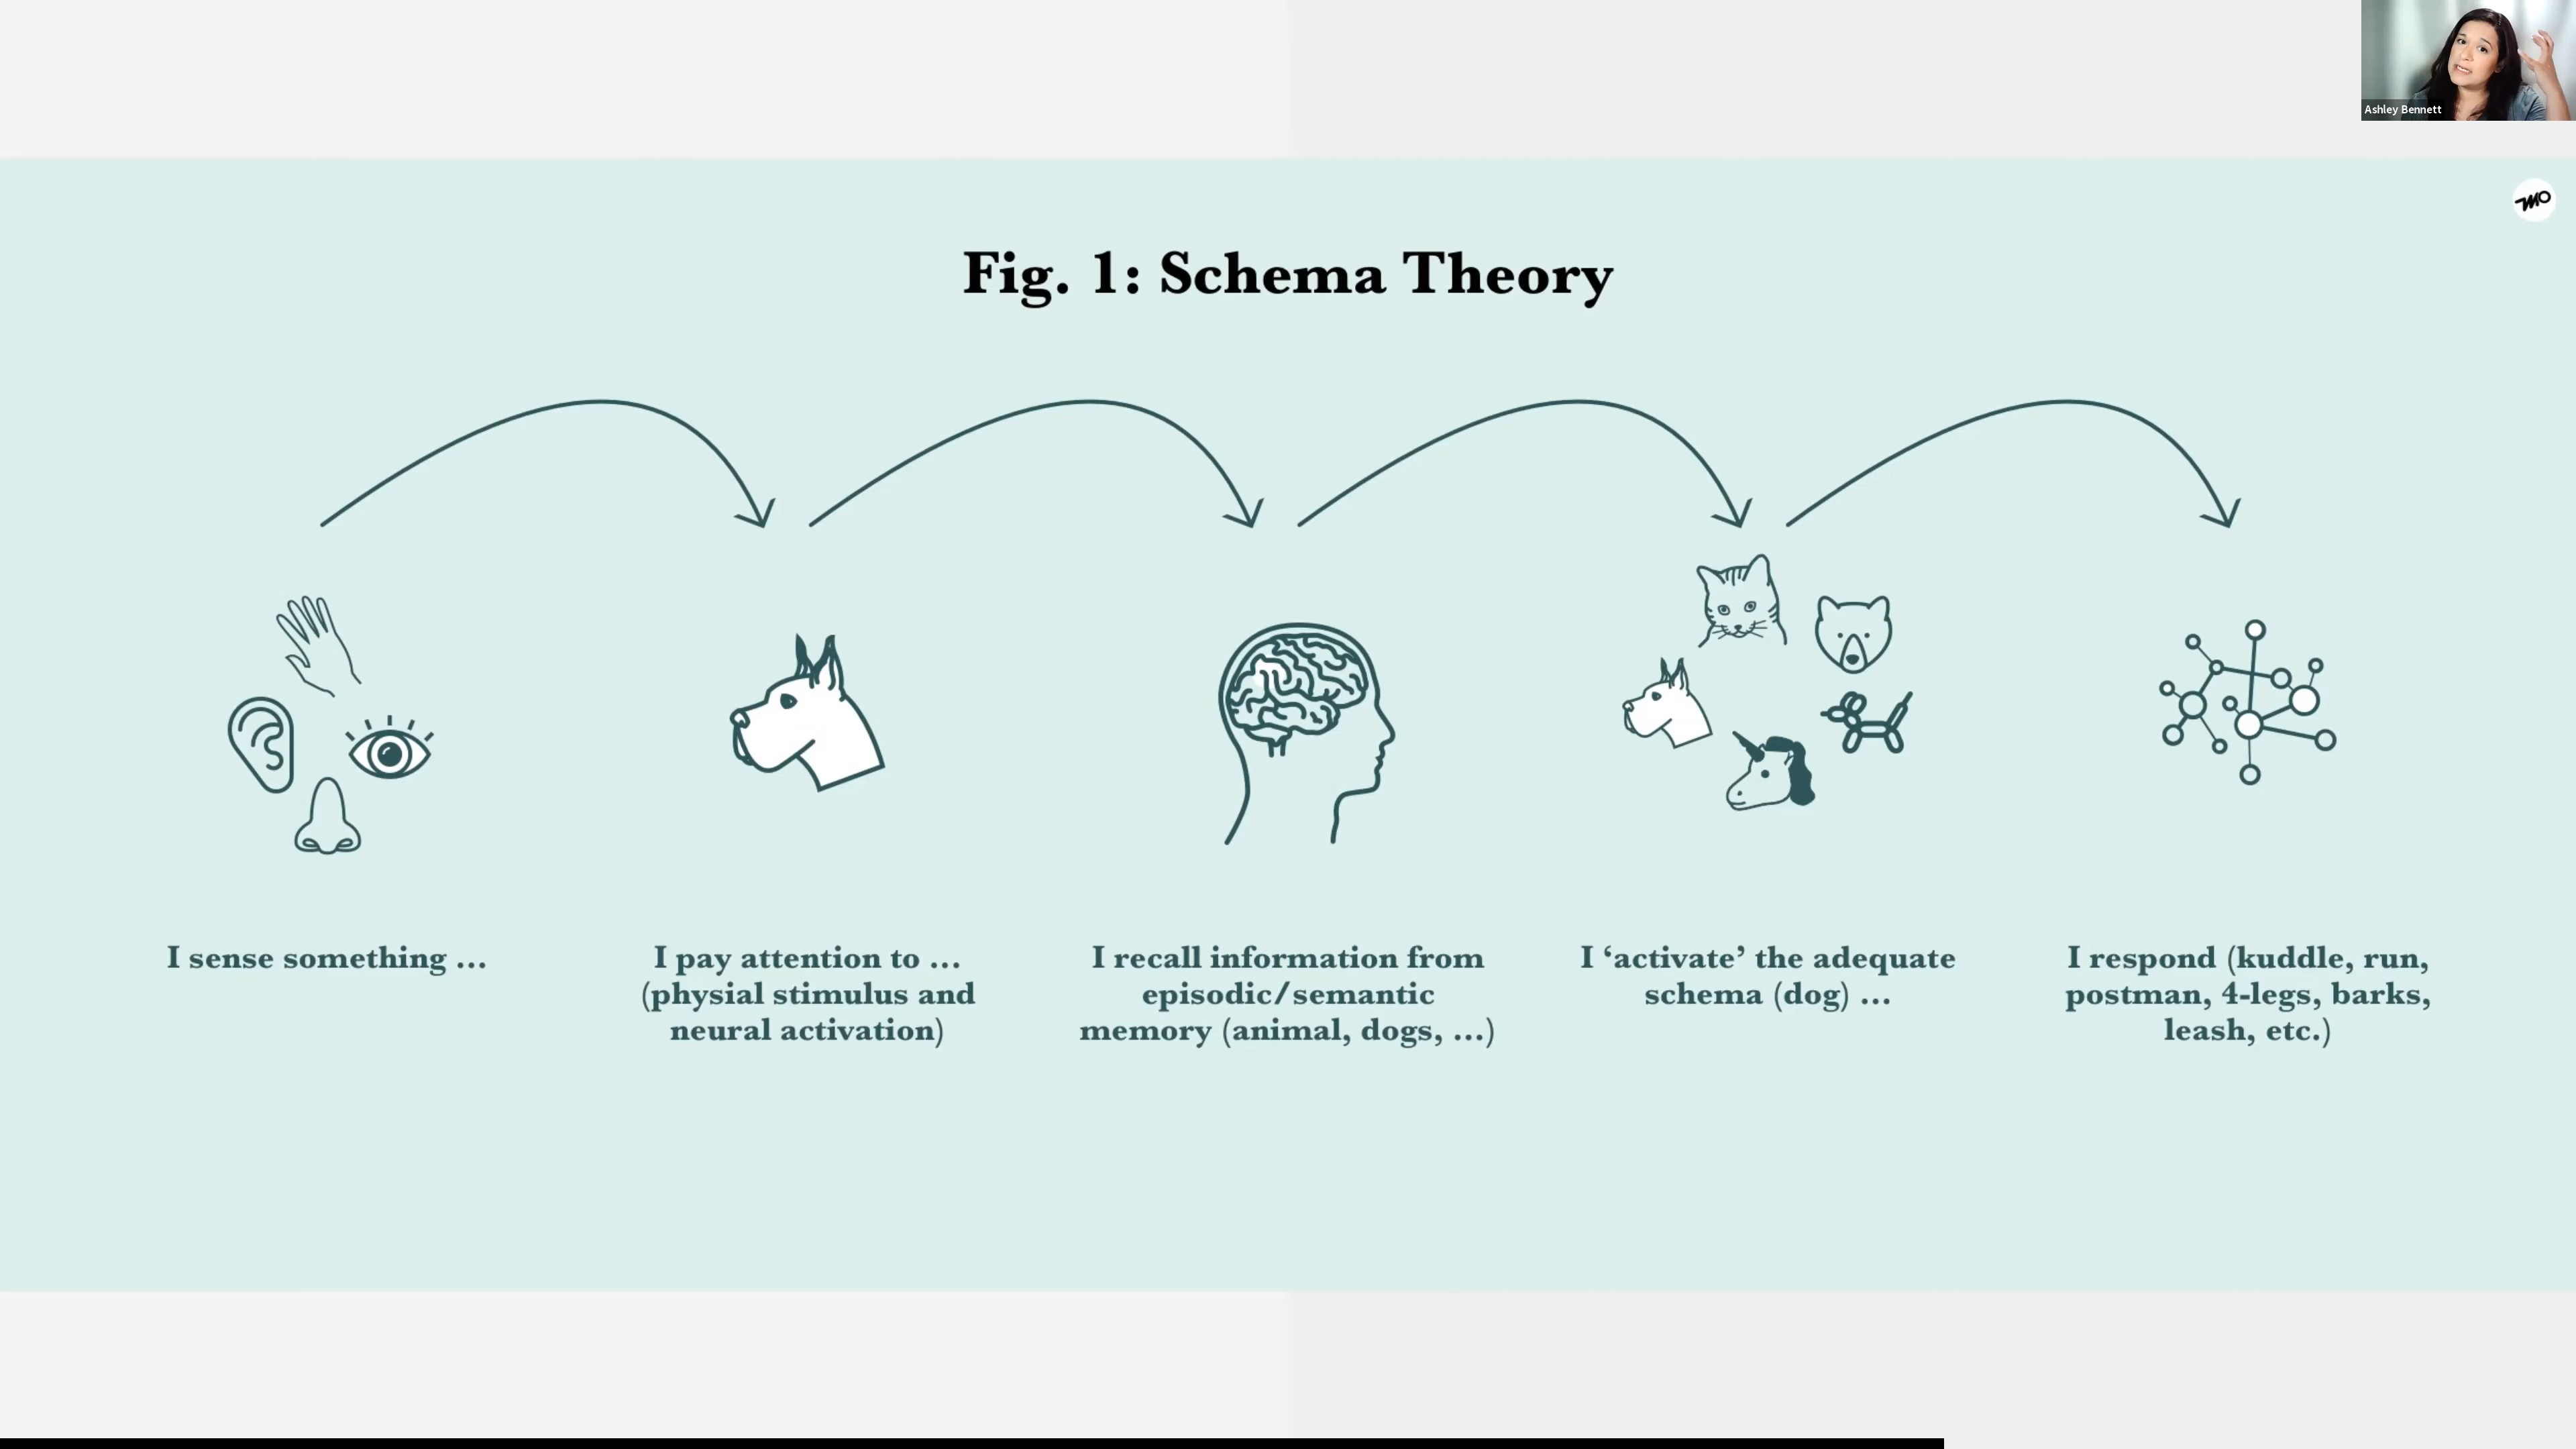 Ashley Bennett
MO
Fig. 1: Schema Theory
I sense something ...
I pay attention to ...
(physial stimulus and
neural activation)
I recall information from
episodic/semantic
memory (animal, dogs, ...)
I ‘activate’ the adequate
schema (dog) ...
I respond (kuddle, run,
postman, 4-legs, barks,
leash, etc.)